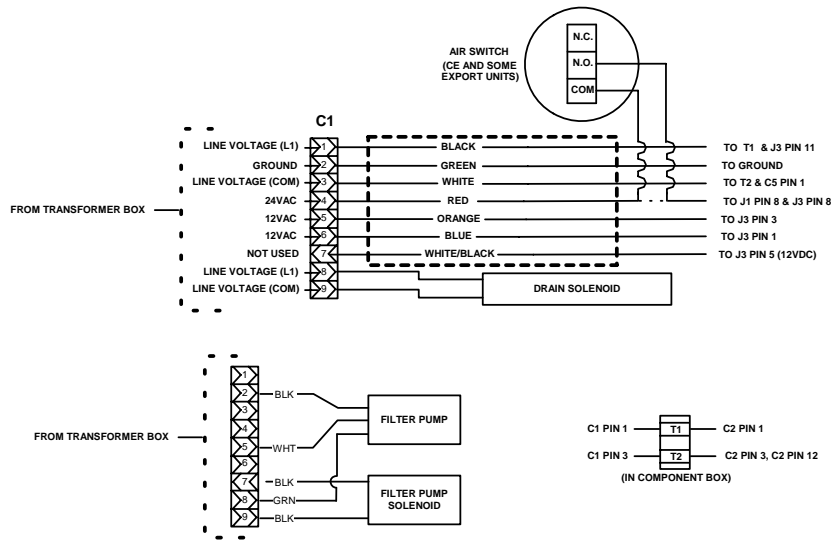 N.C.
AIR SWITCH
(CE AND SOME
EXPORT UNITS)
N.O.
COM
C1
LINE VOLTAGE (L1) 1 BLACK TO T1 & J3 PIN 11
GROUND 2 GREEN TO GROUND
LINE VOLTAGE (COM) 3 WHITE TO T2 & C5 PIN 1
24VAC 4 RED TO J1 PIN 8 & J3 PIN 8
FROM TRANSFORMER BOX
12VAC 5 ORANGE TO J3 PIN 3
12VAC 6 BLUE TO J3 PIN 1
NOT USED 7 WHITE/BLACK TO J3 PIN 5 (12VDC)
LINE VOLTAGE (L1) 8
LINE VOLTAGE (COM) 9
DRAIN SOLENOID
1
2 BLK
3
4
FILTER PUMP
FROM TRANSFORMER BOX
5 WHT
6
7 BLK
8 GRN
9 BLK
FILTER PUMP
SOLENOID
C1 PIN 1 T1 C2 PIN 1
C1 PIN 3 T2 C2 PIN 3, C2 PIN 12
(IN COMPONENT BOX)